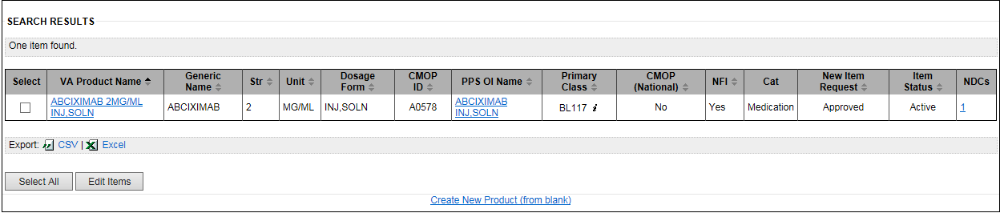 SEARCH RESULTS
One item found.
Select VA Product Name Generic Name Str Unit Dosage Form CMOP ID PPS OI Name Primary Class CMOP (National) NFI Cat New Item Request Item Status NDCs
ABCIXIMAB 2MG/ML INJ,SOLN ABCIXIMAB 2 MG/ML INJ,SOLN A0578 ABCIXIMAB INJ,SOLN BL117 i No Yes Medication Approved Active 1
Export: CSV | Excel
Select All Edit Items
Create New Product (from blank)